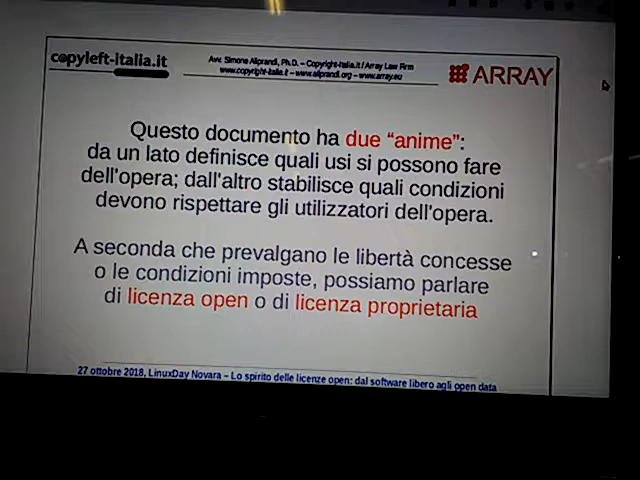 copyleft-italia.it
Avv. Simone Aliprandi, Ph.D. – Copyright-Italia.it / Array Law Firm
www.copyright-italia.it – www.aliprandi.org – www.array.eu
ARRAY
Questo documento ha due “anime”:
da un lato definisce quali usi si possono fare
dell'opera; dall'altro stabilisce quali condizioni
devono rispettare gli utilizzatori dell'opera.
A seconda che prevalgano le libertà concesse
o le condizioni imposte, possiamo parlare
di licenza open o di licenza proprietaria
27 ottobre 2018, LinuxDay Novara – Lo spirito delle licenze open: dal software libero agli open data